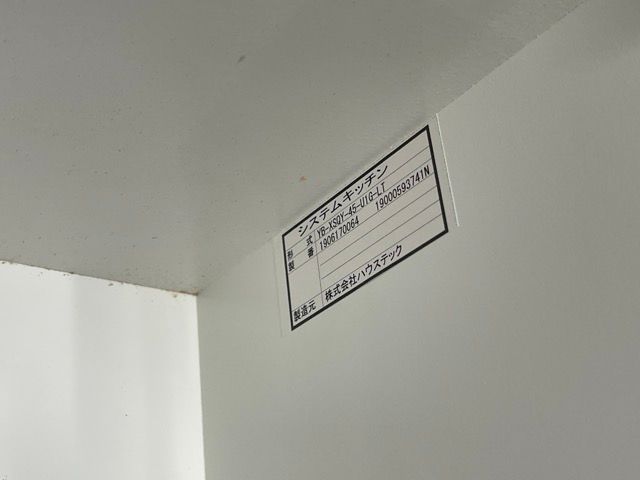 システムキッチン
形 式 YB-XSQY-45-U1G-LT
製 番 1906170064 19000593741N
製造元 株式会社ハウステック